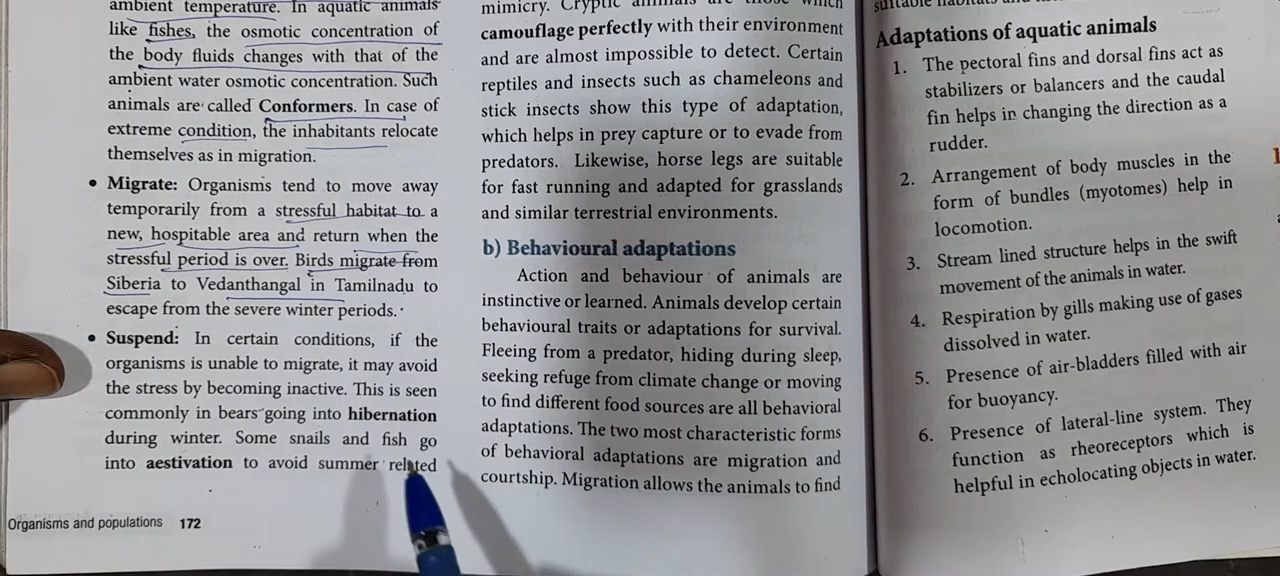 ambient temperature. In aquatic animals
like fishes, the osmotic concentration of
the body fluids changes with that of the
ambient water osmotic concentration. Such
animals are called Conformers. In case of
extreme condition, the inhabitants relocate
themselves as in migration.
• Migrate: Organisms tend to move away
temporarily from a stressful habitat to a
new, hospitable area and return when the
stressful period is over. Birds migrate from
Siberia to Vedanthangal in Tamilnadu to
escape from the severe winter periods.
• Suspend: In certain conditions, if the
organisms is unable to migrate, it may avoid
the stress by becoming inactive. This is seen
commonly in bears going into hibernation
during winter. Some snails and fish go
into aestivation to avoid summer related
Organisms and populations 172
mimicry. Cryptic animals are those which
camouflage perfectly with their environment
and are almost impossible to detect. Certain
reptiles and insects such as chameleons and
stick insects show this type of adaptation,
which helps in prey capture or to evade from
predators. Likewise, horse legs are suitable
for fast running and adapted for grasslands
and similar terrestrial environments.
b) Behavioural adaptations
Action and behaviour of animals are
instinctive or learned. Animals develop certain
behavioural traits or adaptations for survival.
Fleeing from a predator, hiding during sleep,
seeking refuge from climate change or moving
to find different food sources are all behavioral
adaptations. The two most characteristic forms
of behavioral adaptations are migration and
courtship. Migration allows the animals to find
suitable habitats and
Adaptations of aquatic animals
1. The pectoral fins and dorsal fins act as
stabilizers or balancers and the caudal
fin helps in changing the direction as a
rudder.
2. Arrangement of body muscles in the
form of bundles (myotomes) help in
locomotion.
3. Stream lined structure helps in the swift
movement of the animals in water.
4. Respiration by gills making use of gases
dissolved in water.
5. Presence of air-bladders filled with air
for buoyancy.
6. Presence of lateral-line system. They
function as rheoreceptors which is
helpful in echolocating objects in water.